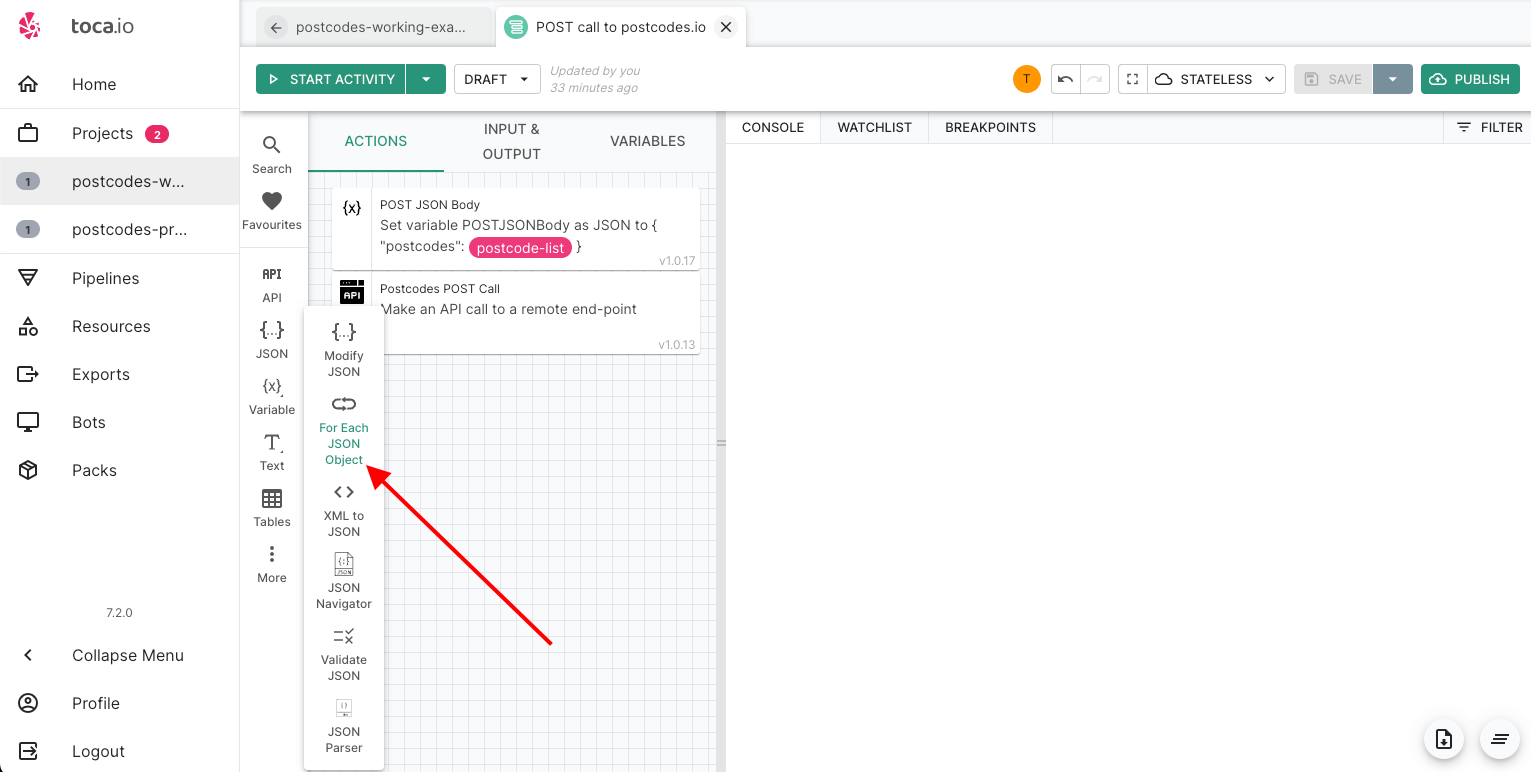 toca.io
Home
Projects 2
1 postcodes-w...
1 postcodes-pr...
Pipelines
Resources
Exports
Bots
Packs
7.2.0
Collapse Menu
Profile
Logout
postcodes-working-exa...
POST call to postcodes.io
START ACTIVITY
DRAFT
Updated by you
33 minutes ago
T
STATELESS
SAVE
PUBLISH
Search
Favourites
API
API
{...}
JSON
{x}
Variable
T
Text
Tables
More
ACTIONS
INPUT &
OUTPUT
VARIABLES
{x}
POST JSON Body
Set variable POSTJSONBody as JSON to {
"postcodes": postcode-list }
v1.0.17
API
Postcodes POST Call
Make an API call to a remote end-point
v1.0.13
{...}
Modify
JSON
For Each
JSON
Object
XML to
JSON
JSON
JSON
Navigator
Validate
JSON
JSON
Parser
CONSOLE
WATCHLIST
BREAKPOINTS
FILTER